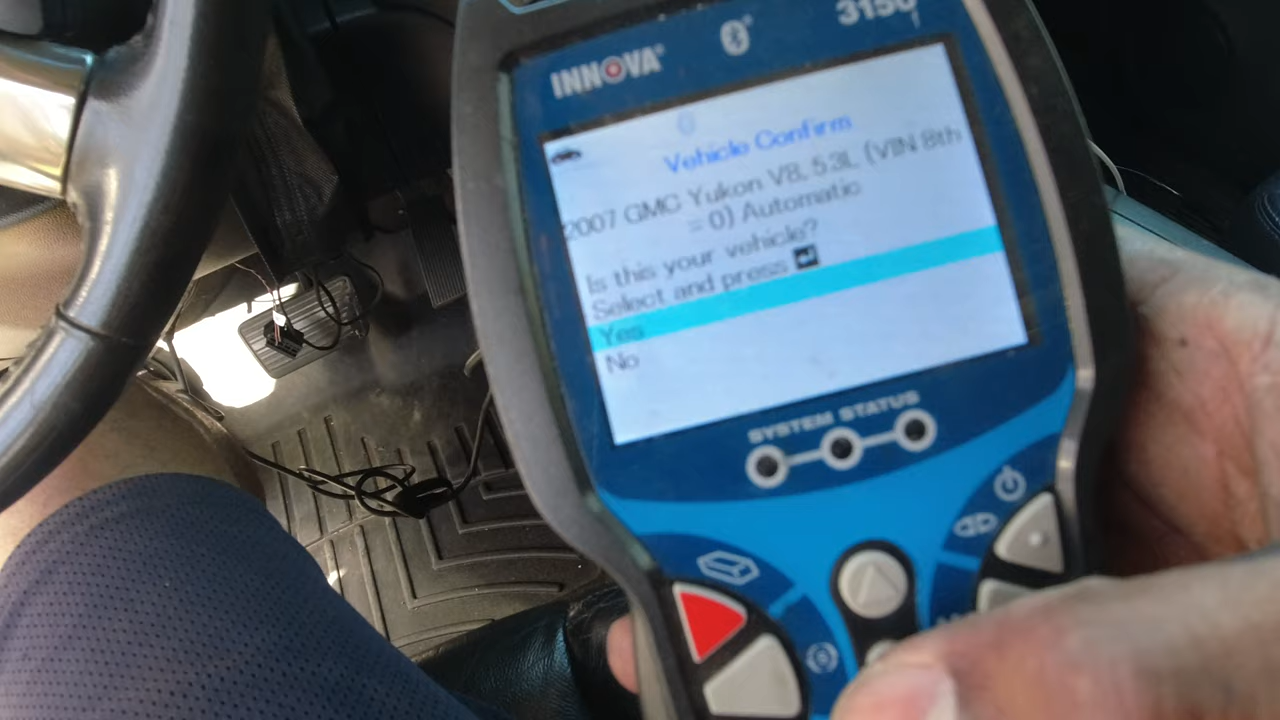 INNOVA®
Vehicle Confirm
2007 GMC Yukon V8, 5.3L (VIN 8th
= 0) Automatic
Is this your vehicle?
Select and press
Yes
No
SYSTEM STATUS